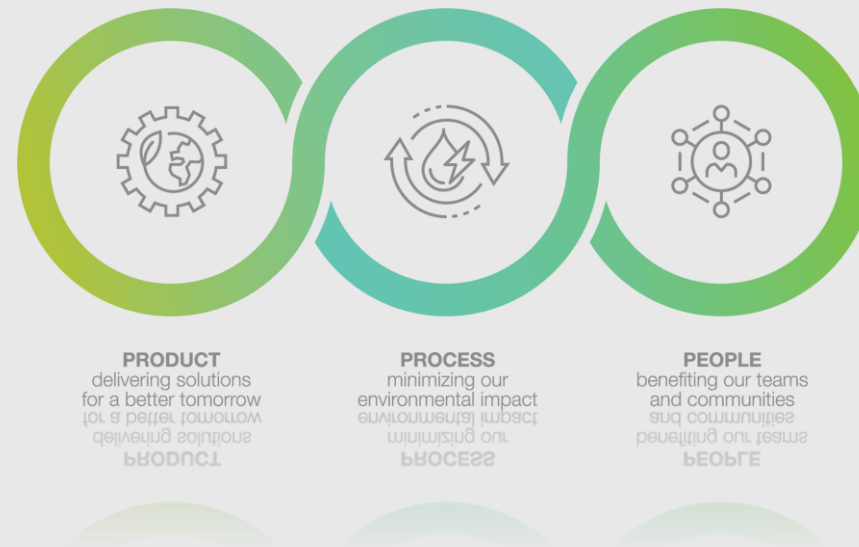 PRODUCT
delivering solutions
for a better tomorrow
PROCESS
minimizing our
environmental impact
PEOPLE
benefiting our teams
and communities